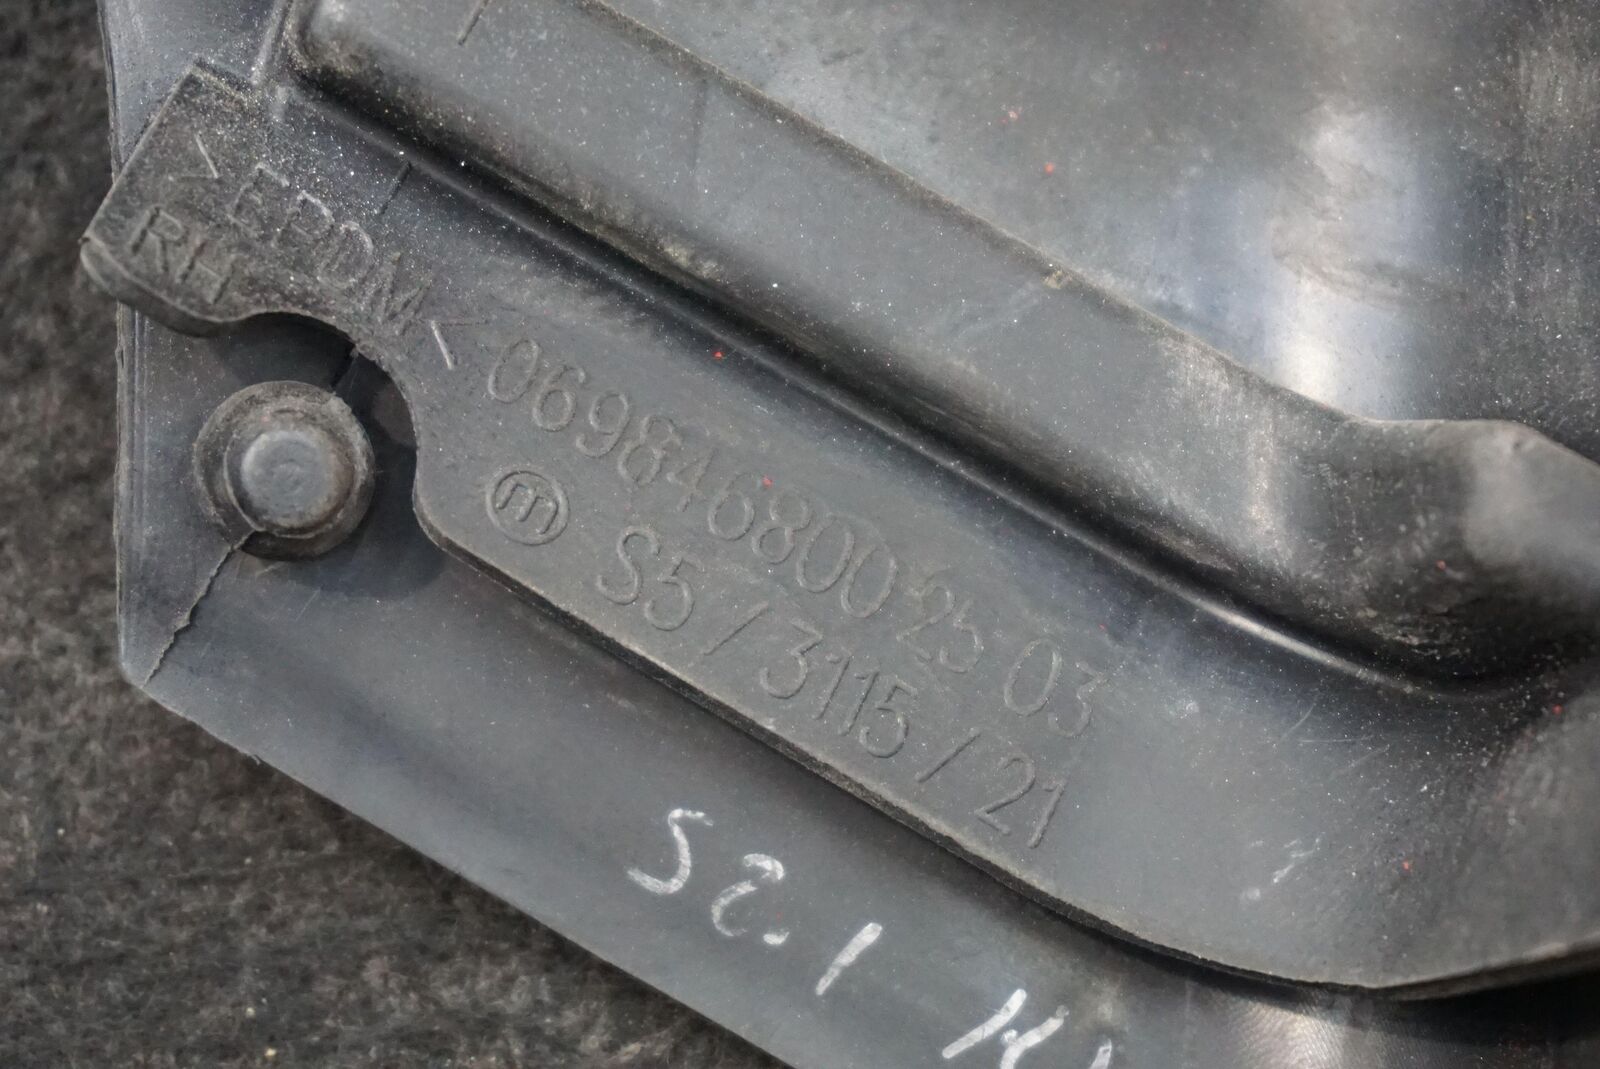 >EPDM<
RH
0698468002503
m S5/3115/21
S2.1